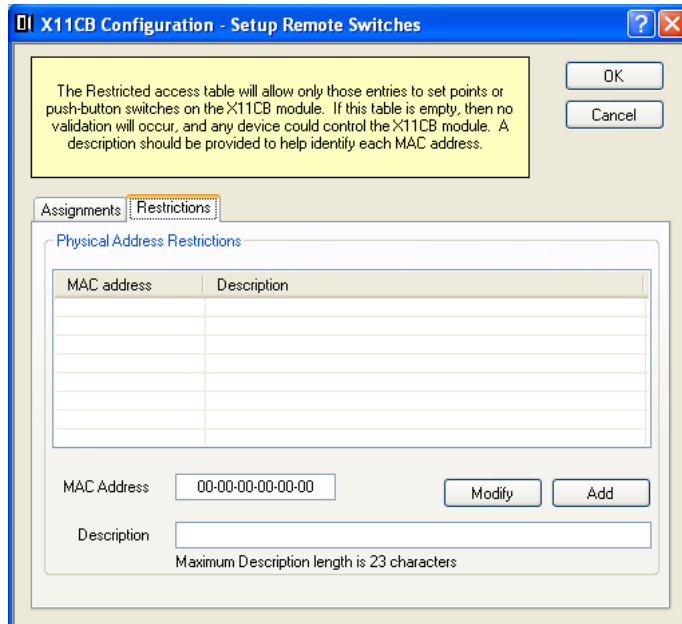 X11CB Configuration - Setup Remote Switches
The Restricted access table will allow only those entries to set points or
push-button switches on the X11CB module. If this table is empty, then no
validation will occur, and any device could control the X11CB module. A
description should be provided to help identify each MAC address.
OK
Cancel
Assignments
Restrictions
Physical Address Restrictions
MAC address Description
MAC Address 00-00-00-00-00-00 Modify Add
Description
Maximum Description length is 23 characters